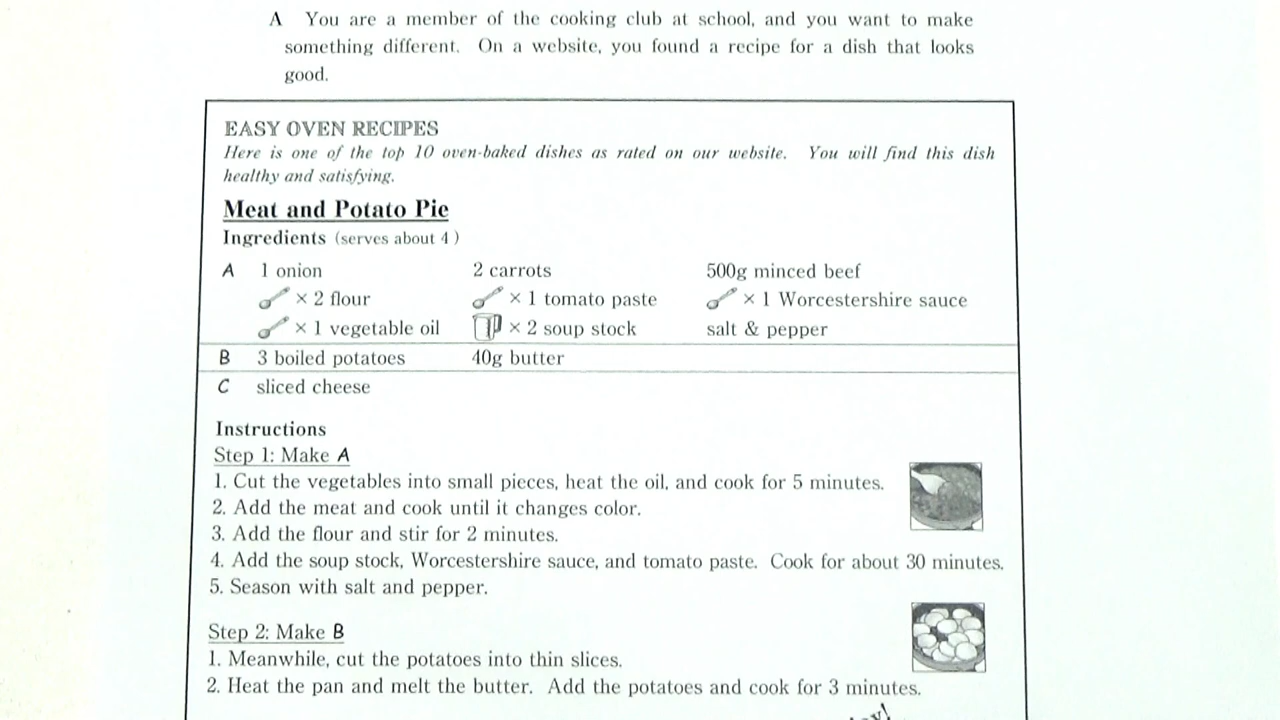 A You are a member of the cooking club at school, and you want to make
something different. On a website, you found a recipe for a dish that looks
good.
EASY OVEN RECIPES
Here is one of the top 10 oven-baked dishes as rated on our website. You will find this dish
healthy and satisfying.
Meat and Potato Pie
Ingredients (serves about 4)
A 1 onion 2 carrots 500g minced beef
× 2 flour × 1 tomato paste × 1 Worcestershire sauce
× 1 vegetable oil × 2 soup stock salt & pepper
B 3 boiled potatoes 40g butter
C sliced cheese
Instructions
Step 1: Make A
1. Cut the vegetables into small pieces, heat the oil, and cook for 5 minutes.
2. Add the meat and cook until it changes color.
3. Add the flour and stir for 2 minutes.
4. Add the soup stock, Worcestershire sauce, and tomato paste. Cook for about 30 minutes.
5. Season with salt and pepper.
Step 2: Make B
1. Meanwhile, cut the potatoes into thin slices.
2. Heat the pan and melt the butter. Add the potatoes and cook for 3 minutes.